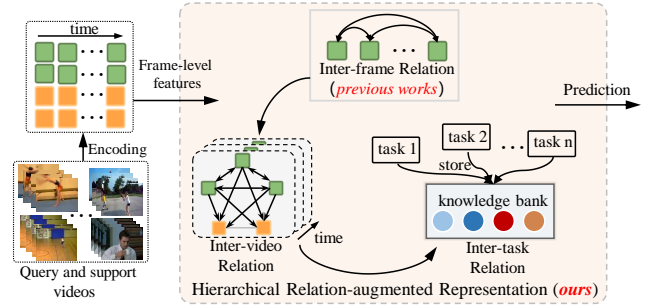 time
Frame-level
features
Encoding
Query and support
videos
Inter-frame Relation
(previous works)
Inter-video
Relation
time
task 1
task 2
...
task n
store
knowledge bank
Inter-task
Relation
Hierarchical Relation-augmented Representation (ours)
Prediction